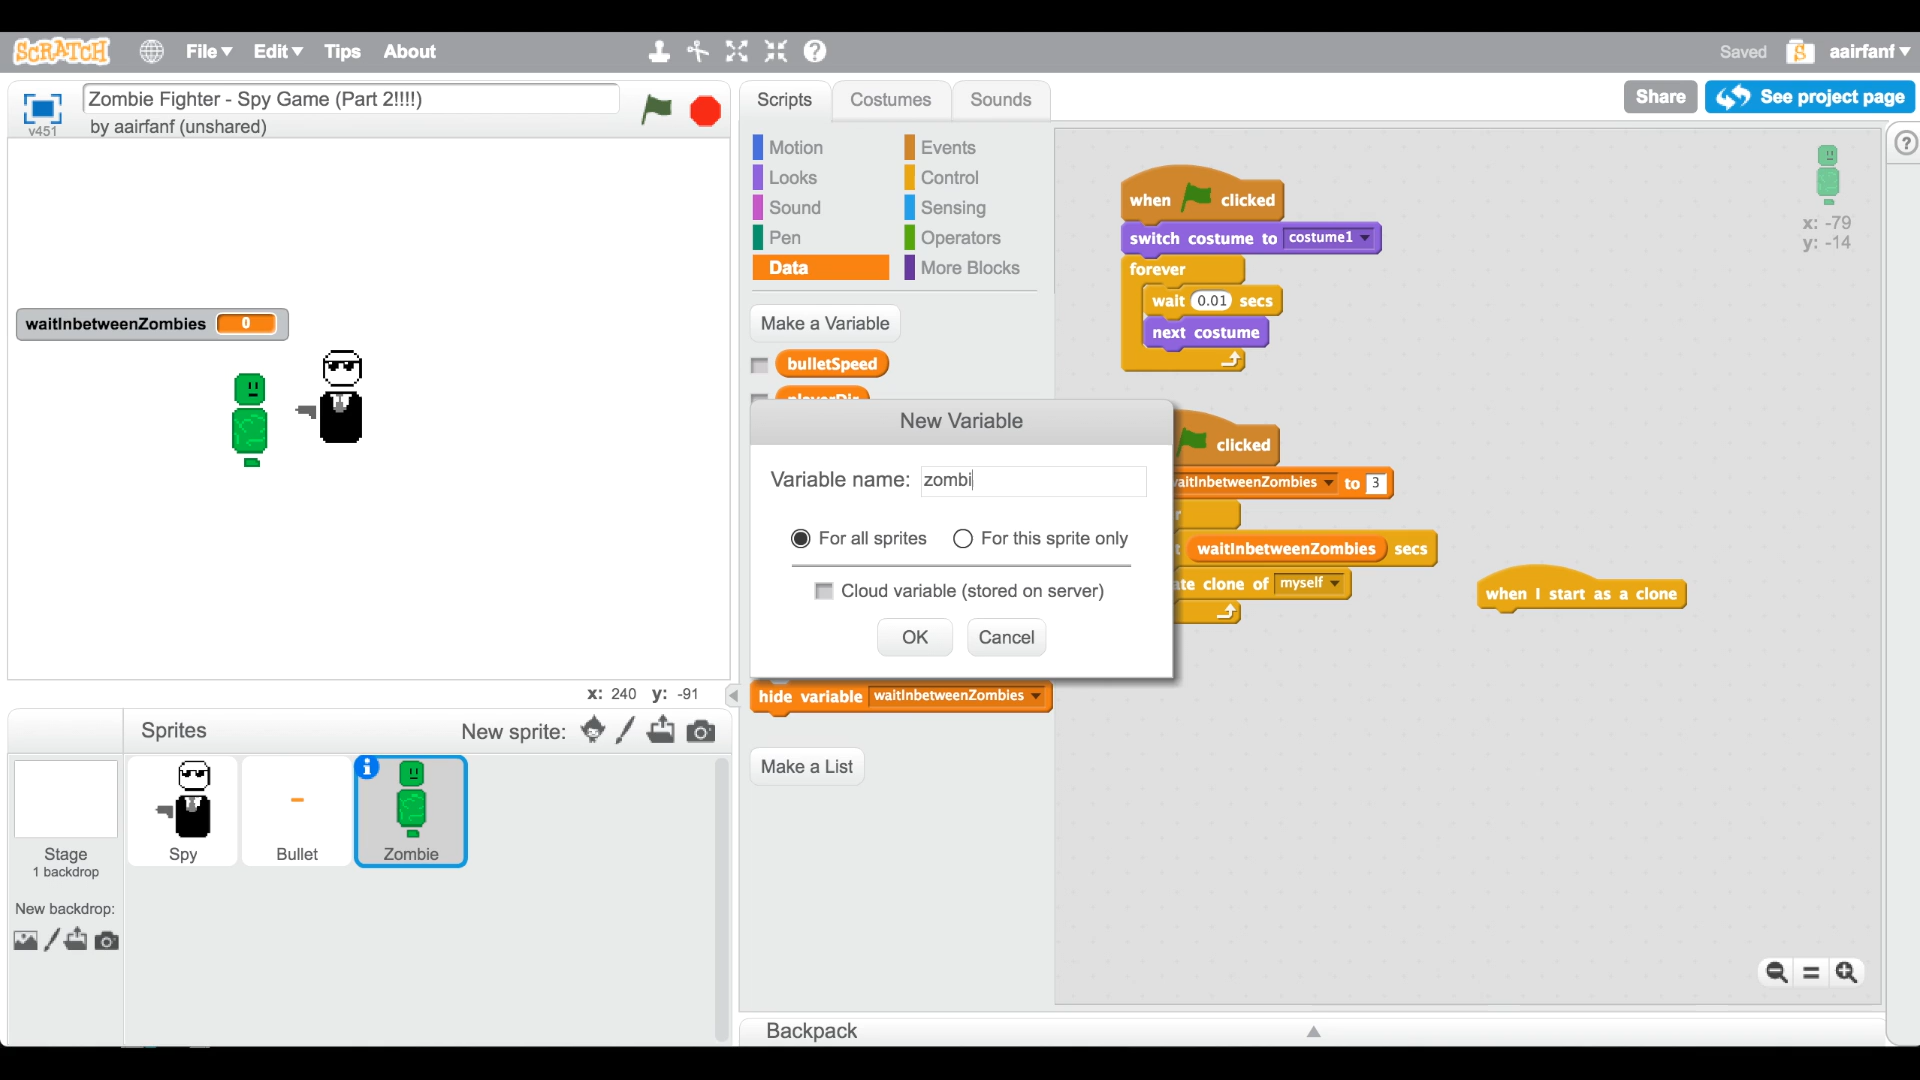 SCRATCH File Edit Tips About Saved aairfanf
Zombie Fighter - Spy Game (Part 2!!!!)
by aairfanf (unshared)
v451
Scripts Costumes Sounds
Share See project page
Motion Events
Looks Control
Sound Sensing
Pen Operators
Data More Blocks
Make a Variable
bulletSpeed
waitInbetweenZombies 0
New Variable
Variable name: zombi
For all sprites For this sprite only
Cloud variable (stored on server)
OK Cancel
hide variable waitInbetweenZombies
Make a List
when clicked
switch costume to costume1
forever
wait 0.01 secs
next costume
clicked
waitInbetweenZombies to 3
waitInbetweenZombies secs
clone of myself
when I start as a clone
x: -79
y: -14
x: 240 y: -91
Sprites New sprite:
Spy Bullet Zombie
Stage
1 backdrop
New backdrop:
Backpack